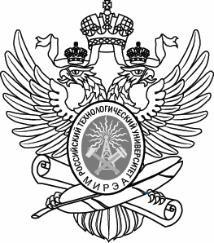 РОССИЙСКИЙ ТЕХНОЛОГИЧЕСКИЙ УНИВЕРСИТЕТ
МИРЭА